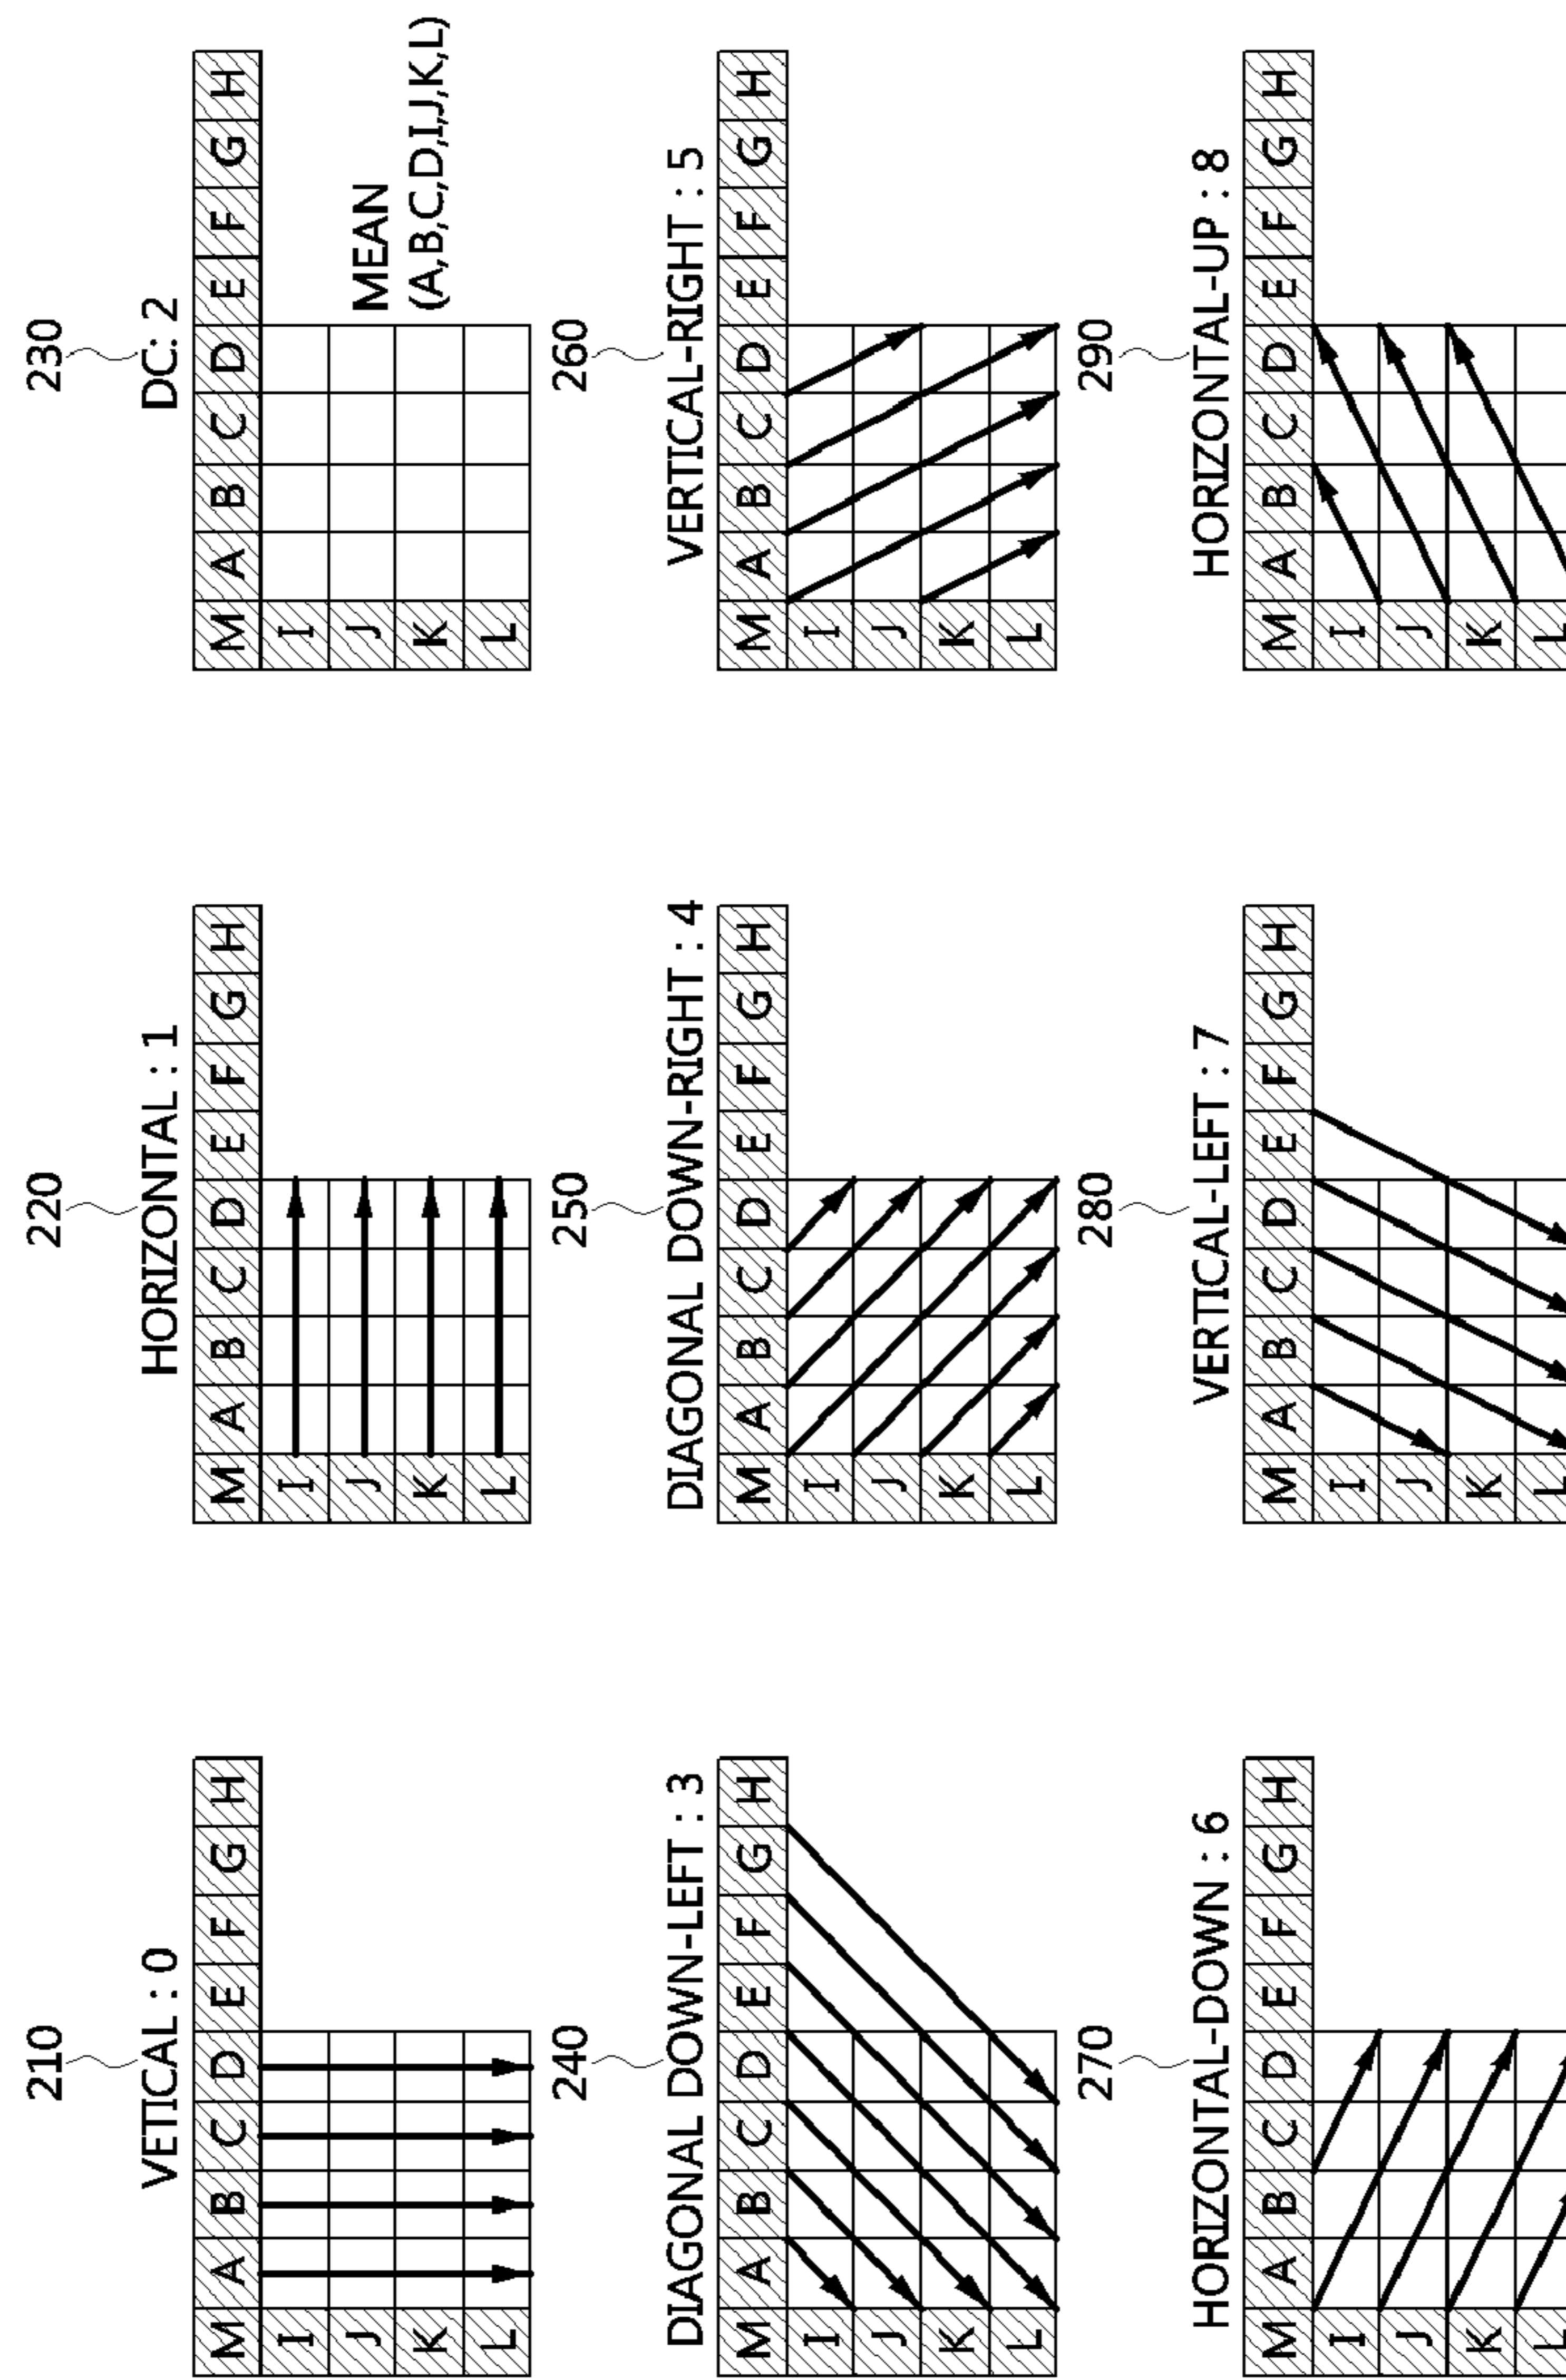 210
VETICAL : 0
M A B C D E F G H
I
J
K
L
220
HORIZONTAL : 1
M A B C D E F G H
I
J
K
L
230
DC: 2
M A B C D E F G H
I
J
K
L
MEAN
(A,B,C,D,I,J,K,L)
240
DIAGONAL DOWN-LEFT : 3
M A B C D E F G H
I
J
K
L
250
DIAGONAL DOWN-RIGHT : 4
M A B C D E F G H
I
J
K
L
260
VERTICAL-RIGHT : 5
M A B C D E F G H
I
J
K
L
270
HORIZONTAL-DOWN : 6
M A B C D E F G H
I
J
K
L
280
VERTICAL-LEFT : 7
M A B C D E F G H
I
J
K
L
290
HORIZONTAL-UP : 8
M A B C D E F G H
I
J
K
L